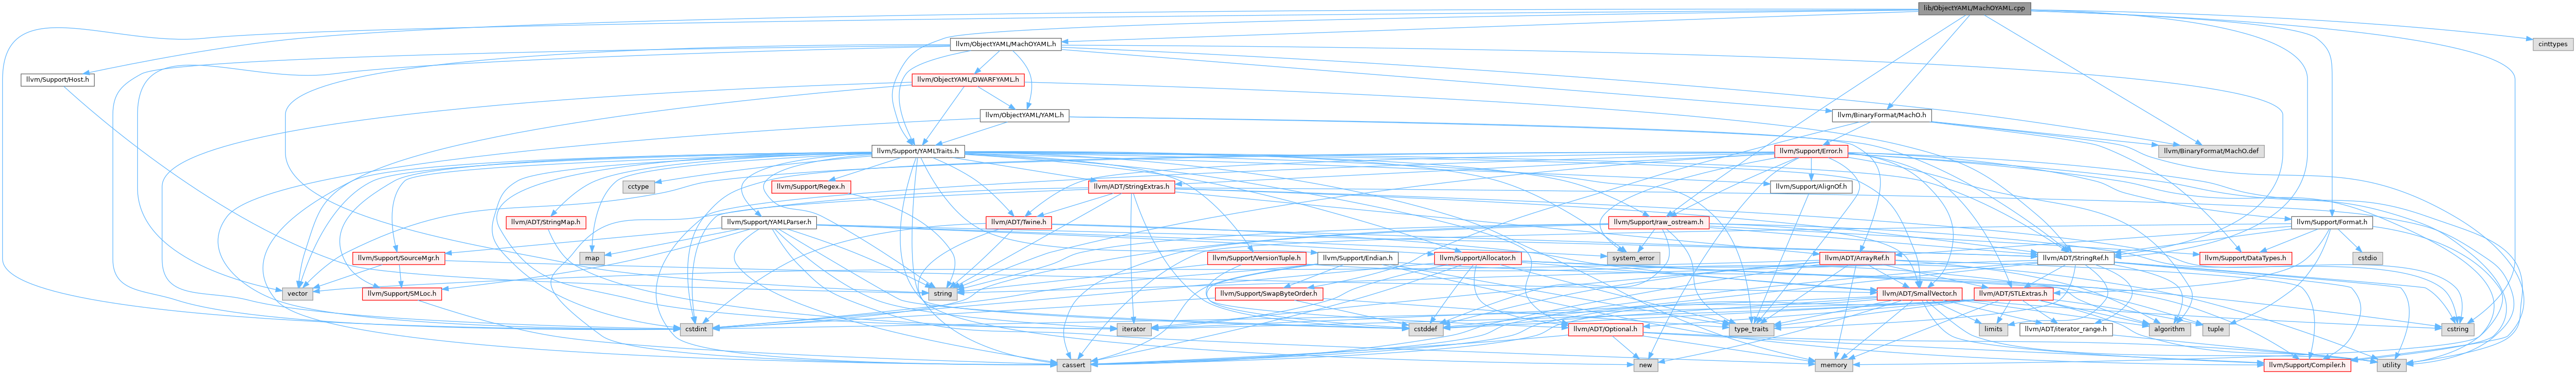 lib/ObjectYAML/MachOYAML.cpp
llvm/ObjectYAML/MachOYAML.h
cinttypes
llvm/Support/Host.h
llvm/ObjectYAML/DWARFYAML.h
llvm/ObjectYAML/YAML.h
llvm/BinaryFormat/MachO.h
llvm/Support/YAMLTraits.h
llvm/Support/Error.h
llvm/BinaryFormat/MachO.def
cctype
llvm/Support/Regex.h
llvm/ADT/StringExtras.h
llvm/Support/AlignOf.h
llvm/ADT/StringMap.h
llvm/Support/YAMLParser.h
llvm/ADT/Twine.h
llvm/Support/raw_ostream.h
llvm/Support/Format.h
llvm/Support/SourceMgr.h
map
llvm/Support/VersionTuple.h
llvm/Support/Endian.h
llvm/Support/Allocator.h
system_error
llvm/ADT/ArrayRef.h
llvm/ADT/StringRef.h
llvm/Support/DataTypes.h
cstdio
vector
llvm/Support/SMLoc.h
string
llvm/Support/SwapByteOrder.h
llvm/ADT/SmallVector.h
llvm/ADT/STLExtras.h
cstdint
iterator
cstddef
llvm/ADT/Optional.h
type_traits
limits
llvm/ADT/iterator_range.h
algorithm
tuple
cstring
cassert
new
memory
llvm/Support/Compiler.h
utility